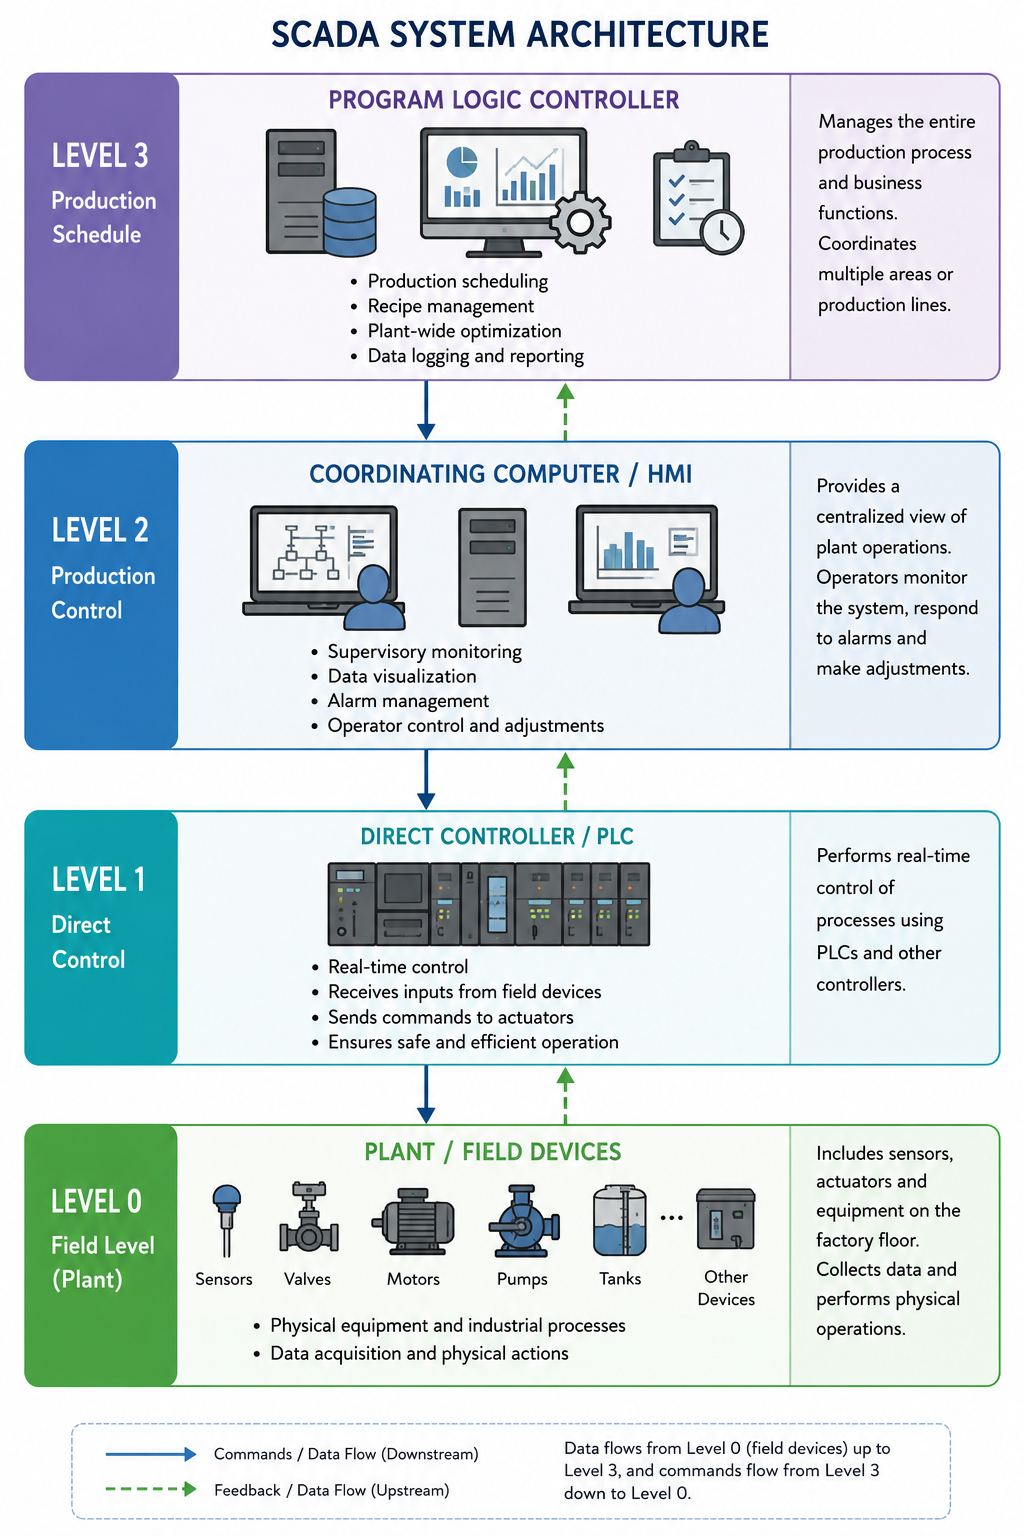 SCADA SYSTEM ARCHITECTURE
LEVEL 3
Production
Schedule
PROGRAM LOGIC CONTROLLER
• Production scheduling
• Recipe management
• Plant-wide optimization
• Data logging and reporting
Manages the entire
production process
and business
functions.
Coordinates
multiple areas or
production lines.
LEVEL 2
Production
Control
COORDINATING COMPUTER / HMI
• Supervisory monitoring
• Data visualization
• Alarm management
• Operator control and adjustments
Provides a
centralized view of
plant operations.
Operators monitor
the system, respond
to alarms and
make adjustments.
LEVEL 1
Direct
Control
DIRECT CONTROLLER / PLC
• Real-time control
• Receives inputs from field devices
• Sends commands to actuators
• Ensures safe and efficient operation
Performs real-time
control of
processes using
PLCs and other
controllers.
LEVEL 0
Field Level
(Plant)
PLANT / FIELD DEVICES
Sensors
Valves
Motors
Pumps
Tanks
...
Other
Devices
• Physical equipment and industrial processes
• Data acquisition and physical actions
Includes sensors,
actuators and
equipment on the
factory floor.
Collects data and
performs physical
operations.
Commands / Data Flow (Downstream)
Feedback / Data Flow (Upstream)
Data flows from Level 0 (field devices) up to
Level 3, and commands flow from Level 3
down to Level 0.